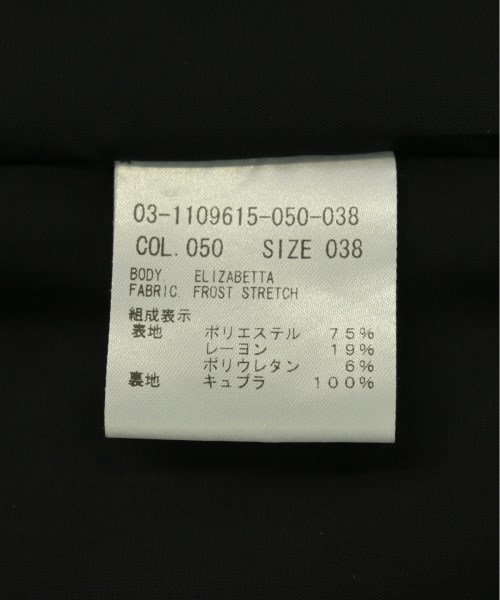 03-1109615-050-038
COL.050 SIZE 038
BODY. ELIZABETTA
FABRIC. FROST STRETCH
組成表示
表地 ポリエステル 75%
レーヨン 19%
ポリウレタン 6%
裏地 キュプラ 100%